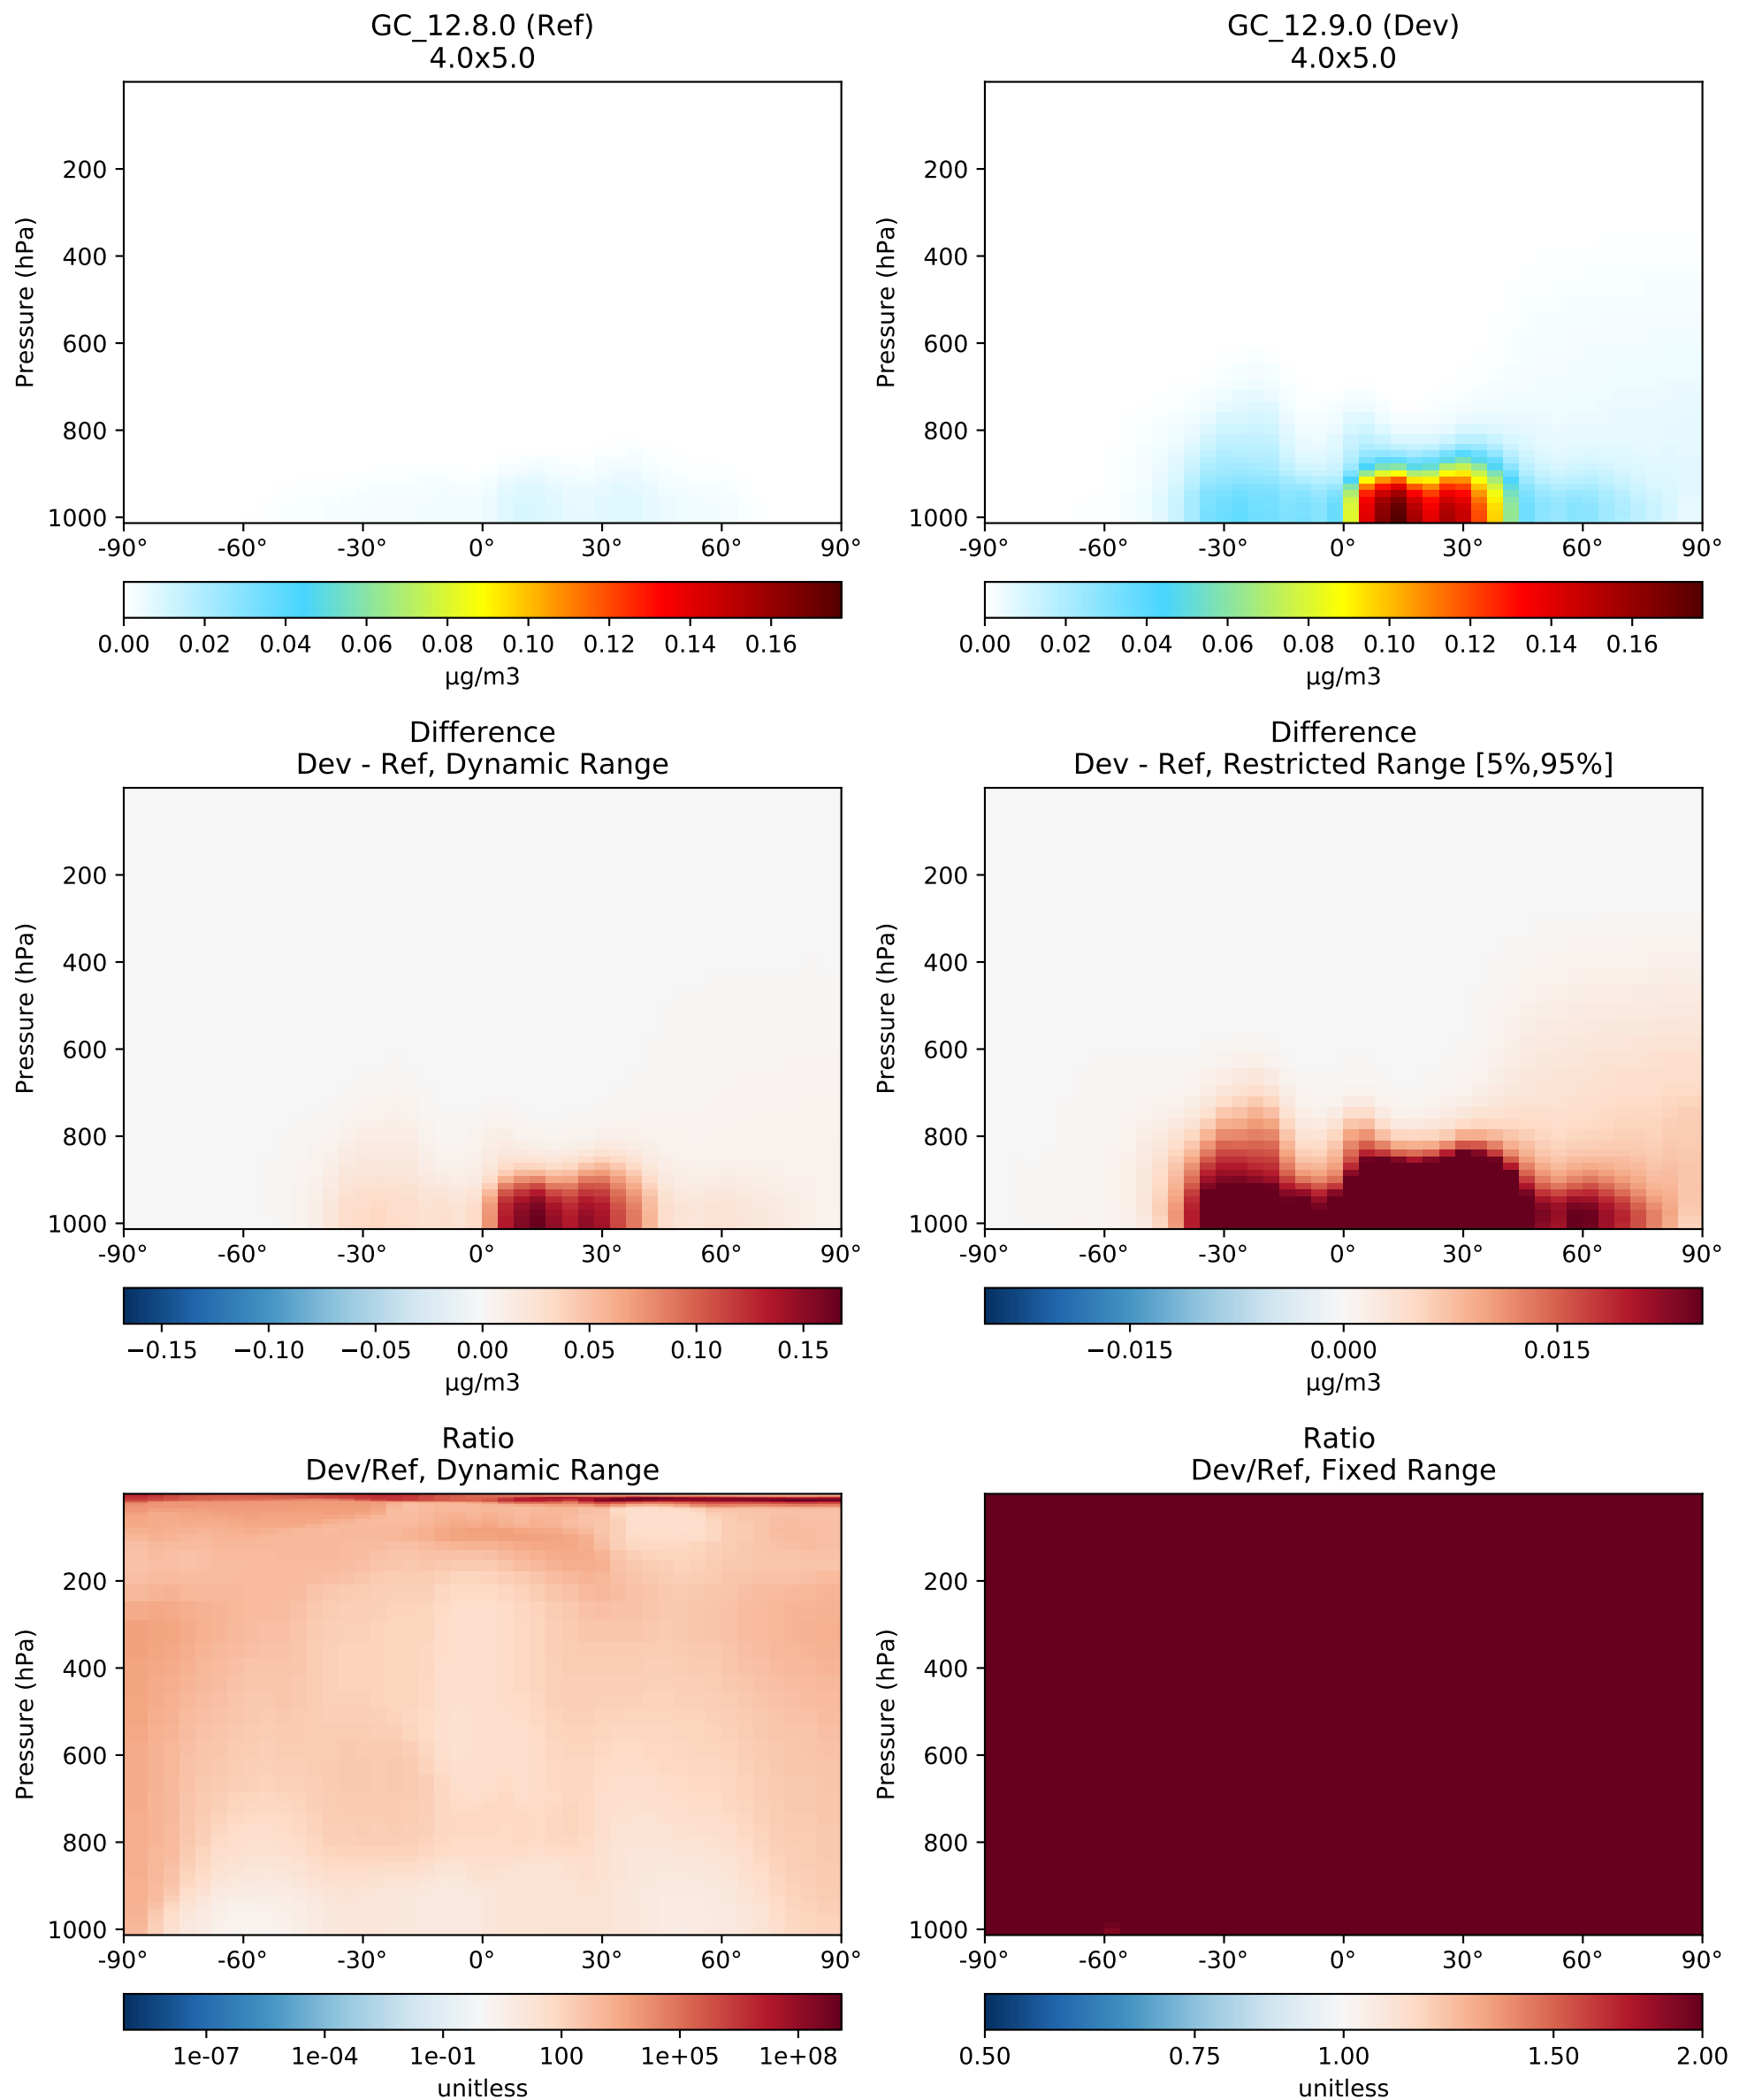 GC_12.8.0 (Ref)
4.0x5.0
Pressure (hPa)
200
400
600
800
1000
-90° -60° -30° 0° 30° 60° 90°
0.00 0.02 0.04 0.06 0.08 0.10 0.12 0.14 0.16
μg/m3
GC_12.9.0 (Dev)
4.0x5.0
Pressure (hPa)
200
400
600
800
1000
-90° -60° -30° 0° 30° 60° 90°
0.00 0.02 0.04 0.06 0.08 0.10 0.12 0.14 0.16
μg/m3
Difference
Dev - Ref, Dynamic Range
Pressure (hPa)
200
400
600
800
1000
-90° -60° -30° 0° 30° 60° 90°
−0.15 −0.10 −0.05 0.00 0.05 0.10 0.15
μg/m3
Difference
Dev - Ref, Restricted Range [5%,95%]
Pressure (hPa)
200
400
600
800
1000
-90° -60° -30° 0° 30° 60° 90°
−0.015 0.000 0.015
μg/m3
Ratio
Dev/Ref, Dynamic Range
Pressure (hPa)
200
400
600
800
1000
-90° -60° -30° 0° 30° 60° 90°
1e-07 1e-04 1e-01 100 1e+05 1e+08
unitless
Ratio
Dev/Ref, Fixed Range
Pressure (hPa)
200
400
600
800
1000
-90° -60° -30° 0° 30° 60° 90°
0.50 0.75 1.00 1.50 2.00
unitless